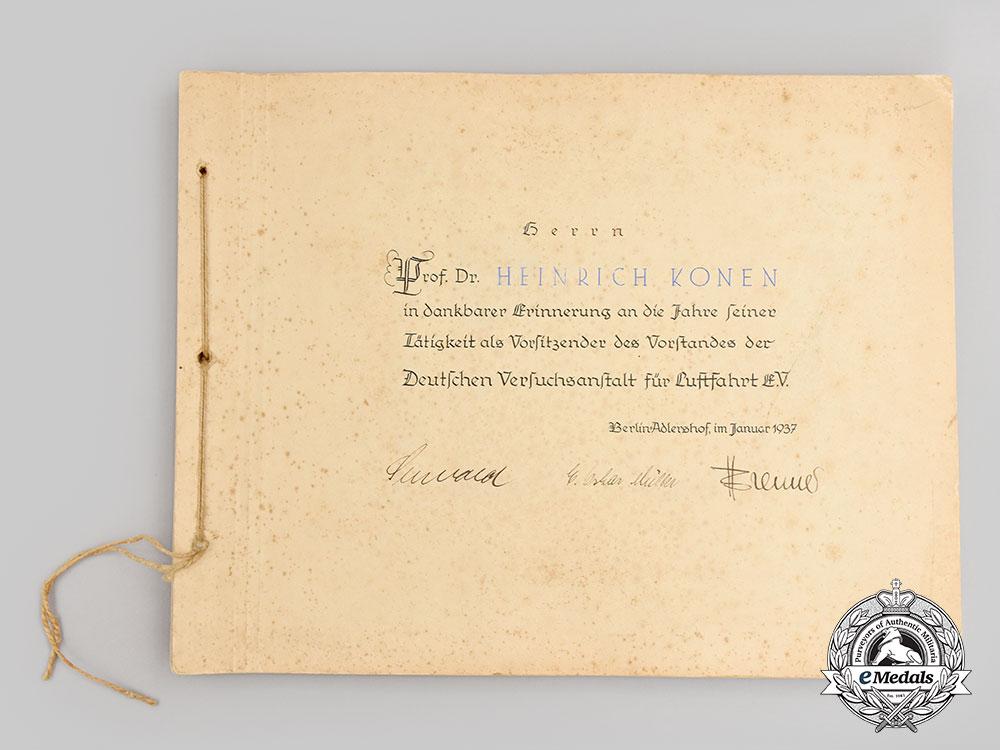 Herrn
Prof. Dr. HEINRICH KONEN
in dankbarer Erinnerung an die Jahre seiner
Tätigkeit als Vorsitzender des Vorstandes der
Deutschen Versuchsanstalt für Luftfahrt E.V.
Berlin-Adlershof, im Januar 1937
Müller
Purveyors of Authentic Militaria
eMedals